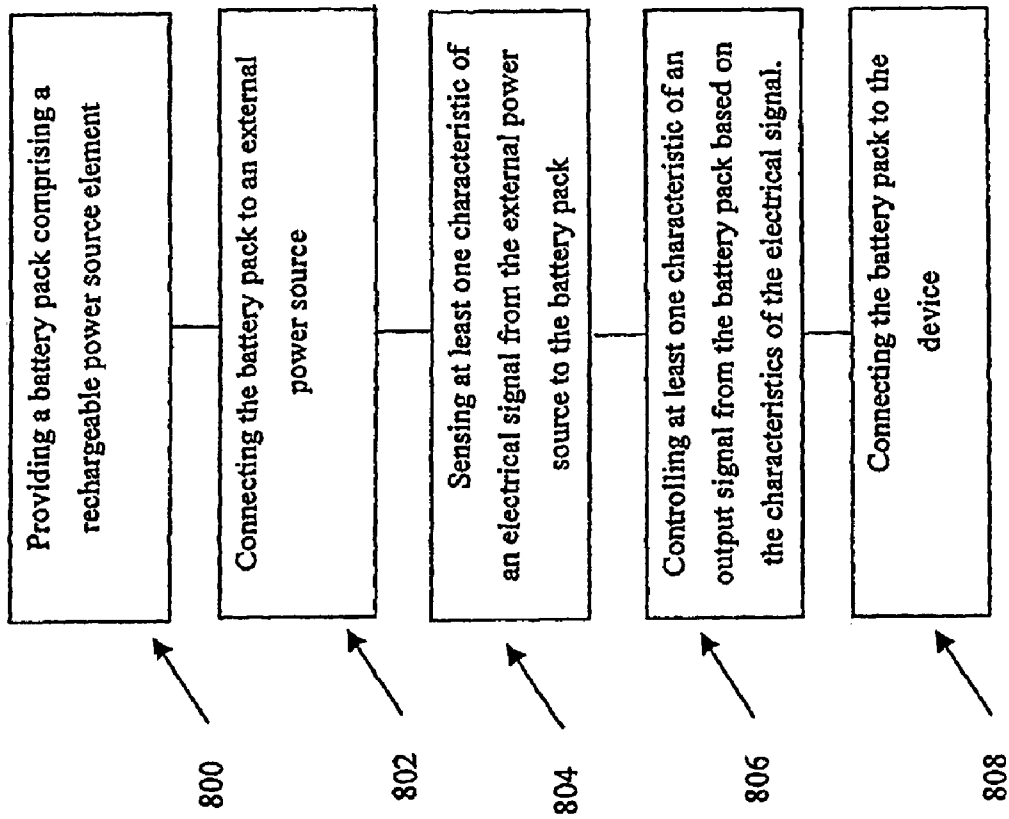 Providing a battery pack comprising a
rechargeable power source element
800
Connecting the battery pack to an external
power source
802
Sensing at least one characteristic of
an electrical signal from the external power
source to the battery pack
804
Controlling at least one characteristic of an
output signal from the battery pack based on
the characteristics of the electrical signal.
806
Connecting the battery pack to the
device
808